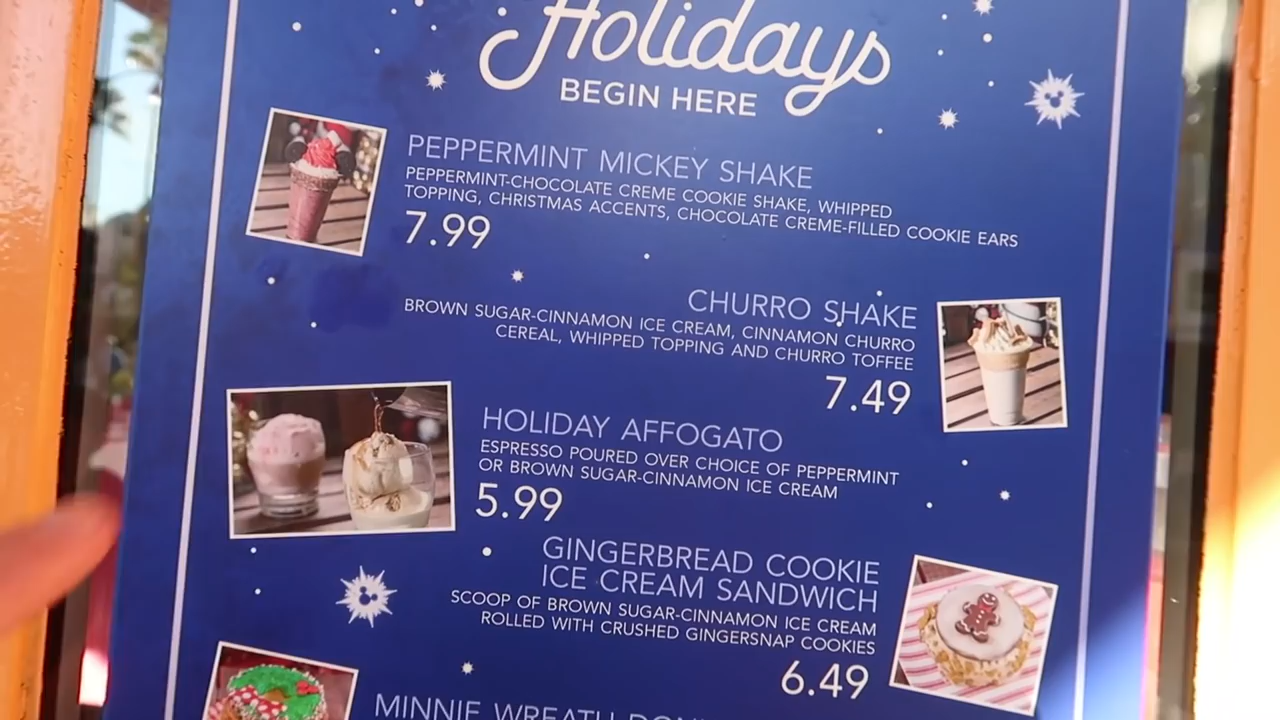 Holidays
BEGIN HERE
PEPPERMINT MICKEY SHAKE
PEPPERMINT-CHOCOLATE CREME COOKIE SHAKE, WHIPPED
TOPPING, CHRISTMAS ACCENTS, CHOCOLATE CREME-FILLED COOKIE EARS
7.99
CHURRO SHAKE
BROWN SUGAR-CINNAMON ICE CREAM, CINNAMON CHURRO
CEREAL, WHIPPED TOPPING AND CHURRO TOFFEE
7.49
HOLIDAY AFFOGATO
ESPRESSO POURED OVER CHOICE OF PEPPERMINT
OR BROWN SUGAR-CINNAMON ICE CREAM
5.99
GINGERBREAD COOKIE
ICE CREAM SANDWICH
SCOOP OF BROWN SUGAR-CINNAMON ICE CREAM
ROLLED WITH CRUSHED GINGERSNAP COOKIES
6.49
MINNIE WREATH